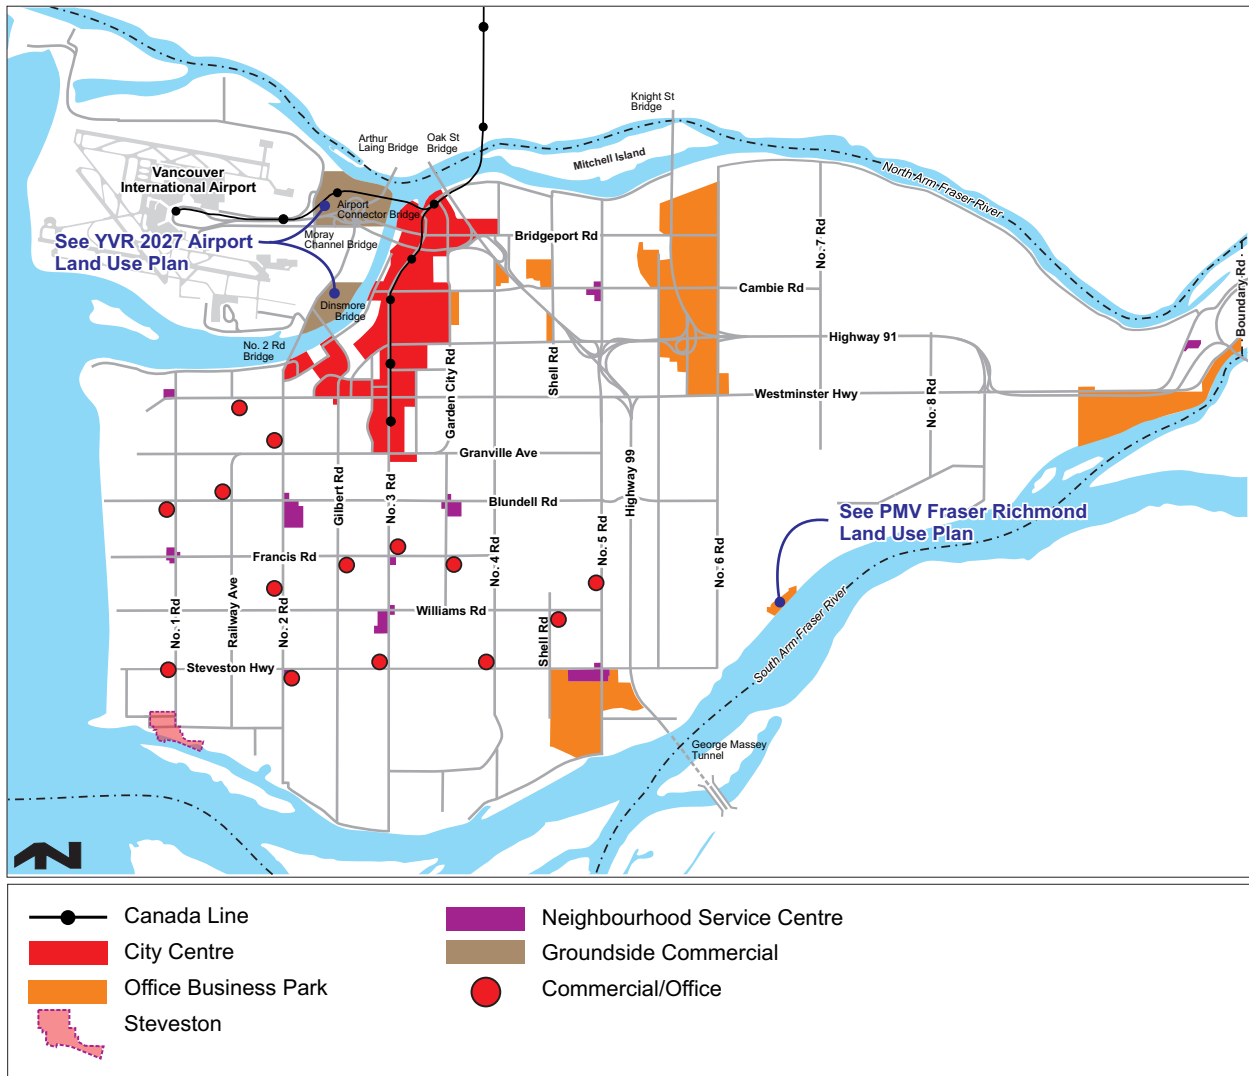 Knight St
Bridge
Arthur
Laing Bridge
Oak St
Bridge
Mitchell Island
North Arm Fraser River
Vancouver
International Airport
Airport
Connector Bridge
Moray
Channel Bridge
See YVR 2027 Airport
Land Use Plan
Bridgeport Rd
No. 7 Rd
Boundary Rd
Cambie Rd
Dinsmore
Bridge
No. 2 Rd
Bridge
Highway 91
Garden City Rd
Shell Rd
No. 8 Rd
Westminster Hwy
Granville Ave
Gilbert Rd
No. 3 Rd
Highway 99
Blundell Rd
See PMV Fraser Richmond
Land Use Plan
No. 4 Rd
No. 5 Rd
No. 6 Rd
Francis Rd
No. 1 Rd
Railway Ave
No. 2 Rd
Williams Rd
Shell Rd
South Arm Fraser River
Steveston Hwy
George Massey
Tunnel
N
Canada Line
City Centre
Office Business Park
Steveston
Neighbourhood Service Centre
Groundside Commercial
Commercial/Office